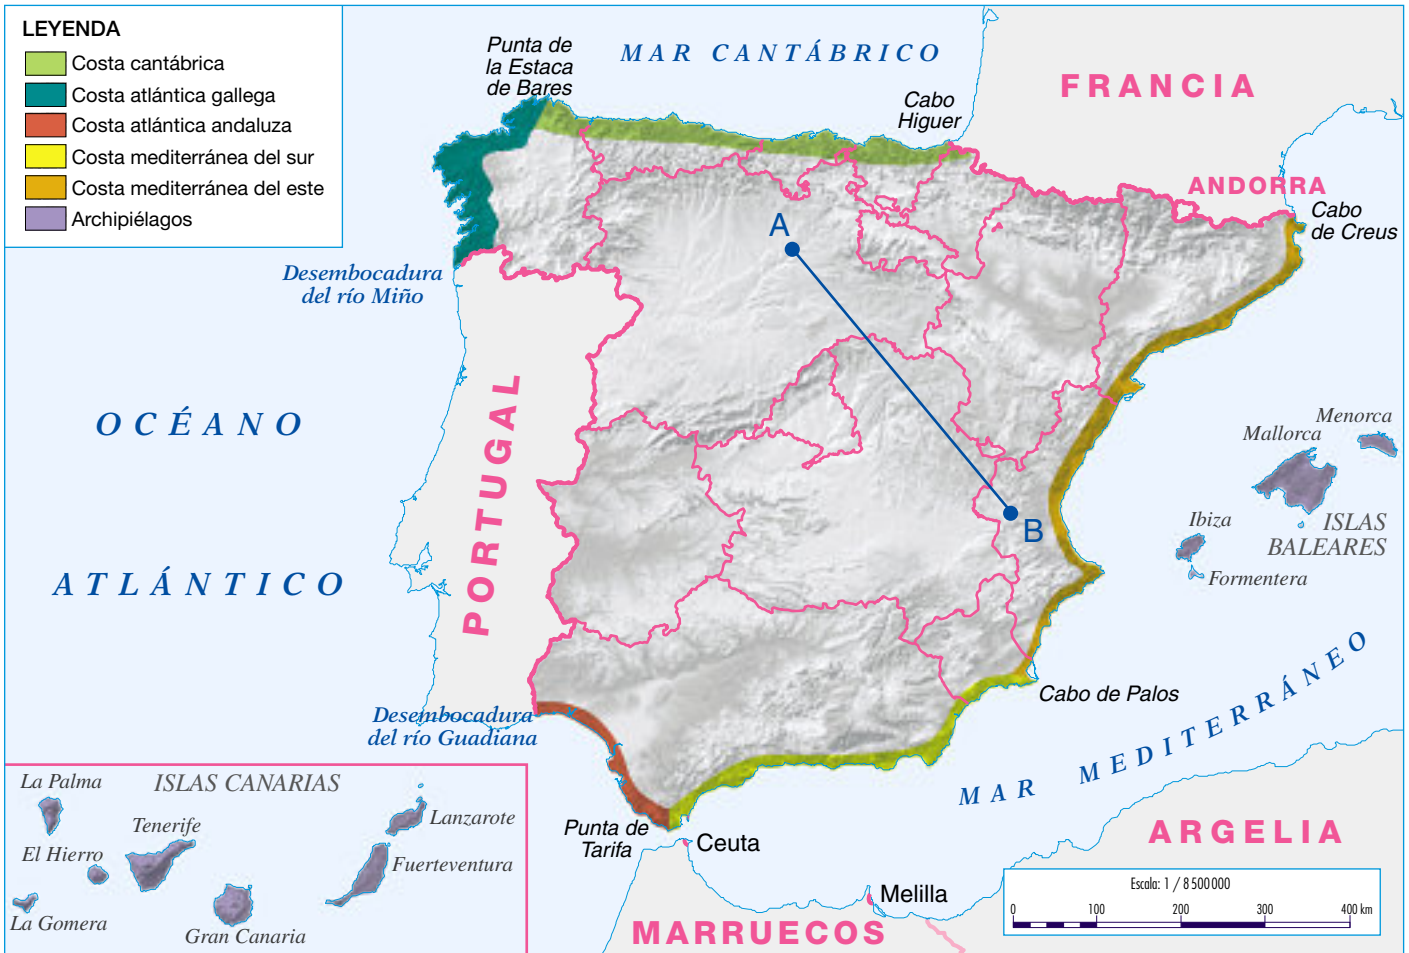 LEYENDA
Costa cantábrica
Costa atlántica gallega
Costa atlántica andaluza
Costa mediterránea del sur
Costa mediterránea del este
Archipiélagos
Punta de
la Estaca
de Bares
MAR CANTÁBRICO
Cabo
Higuer
FRANCIA
ANDORRA
Cabo
de Creus
A
Desembocadura
del río Miño
OCÉANO
ATLÁNTICO
PORTUGAL
B
Menorca
Mallorca
Ibiza
ISLAS
BALEARES
Formentera
Cabo de Palos
MAR MEDITERRÁNEO
Desembocadura
del río Guadiana
ISLAS CANARIAS
La Palma
Tenerife
Lanzarote
El Hierro
Fuerteventura
La Gomera
Gran Canaria
Punta de
Tarifa
Ceuta
Melilla
MARRUECOS
ARGELIA
Escala: 1 / 8 500 000
0 100 200 300 400 km